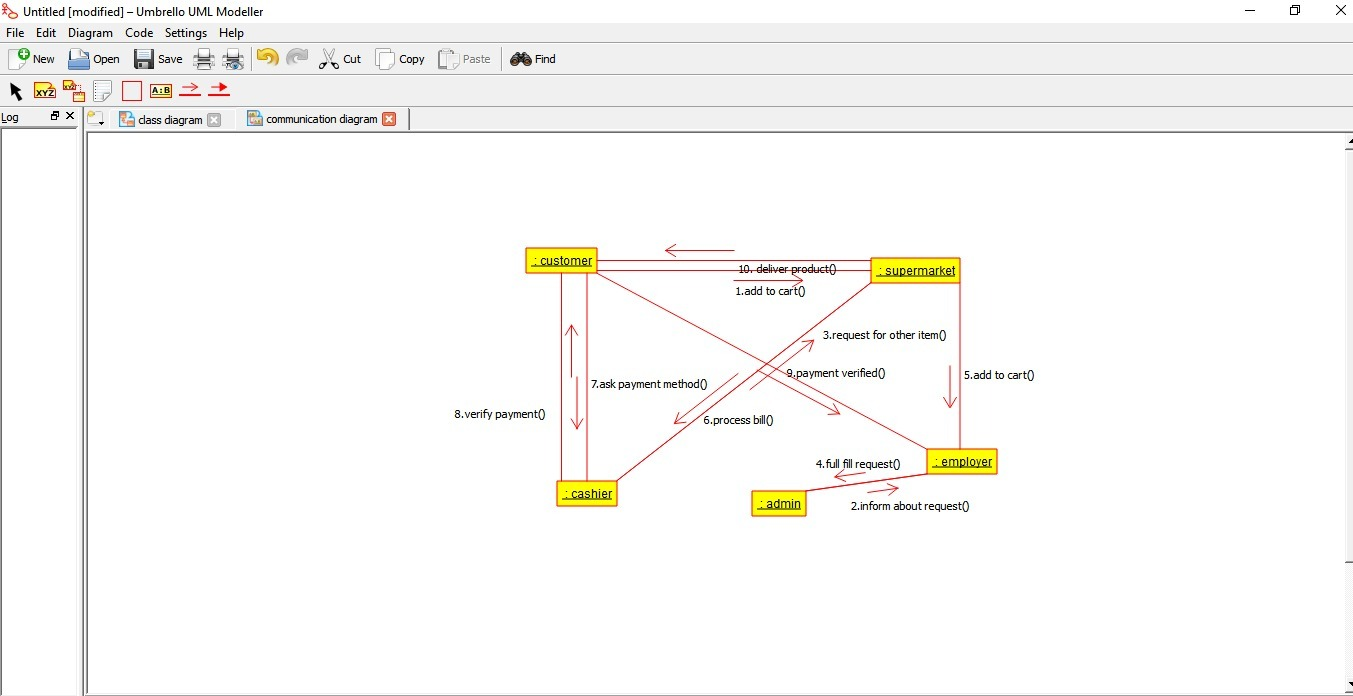 Untitled [modified] – Umbrello UML Modeller
File Edit Diagram Code Settings Help
New Open Save Cut Copy Paste Find
XYZ XYZ A:B
Log class diagram communication diagram
: customer
10. deliver product()
: supermarket
1.add to cart()
3.request for other item()
9.payment verified()
5.add to cart()
7.ask payment method()
8.verify payment()
6.process bill()
4.full fill request()
: employer
: cashier
: admin
2.inform about request()